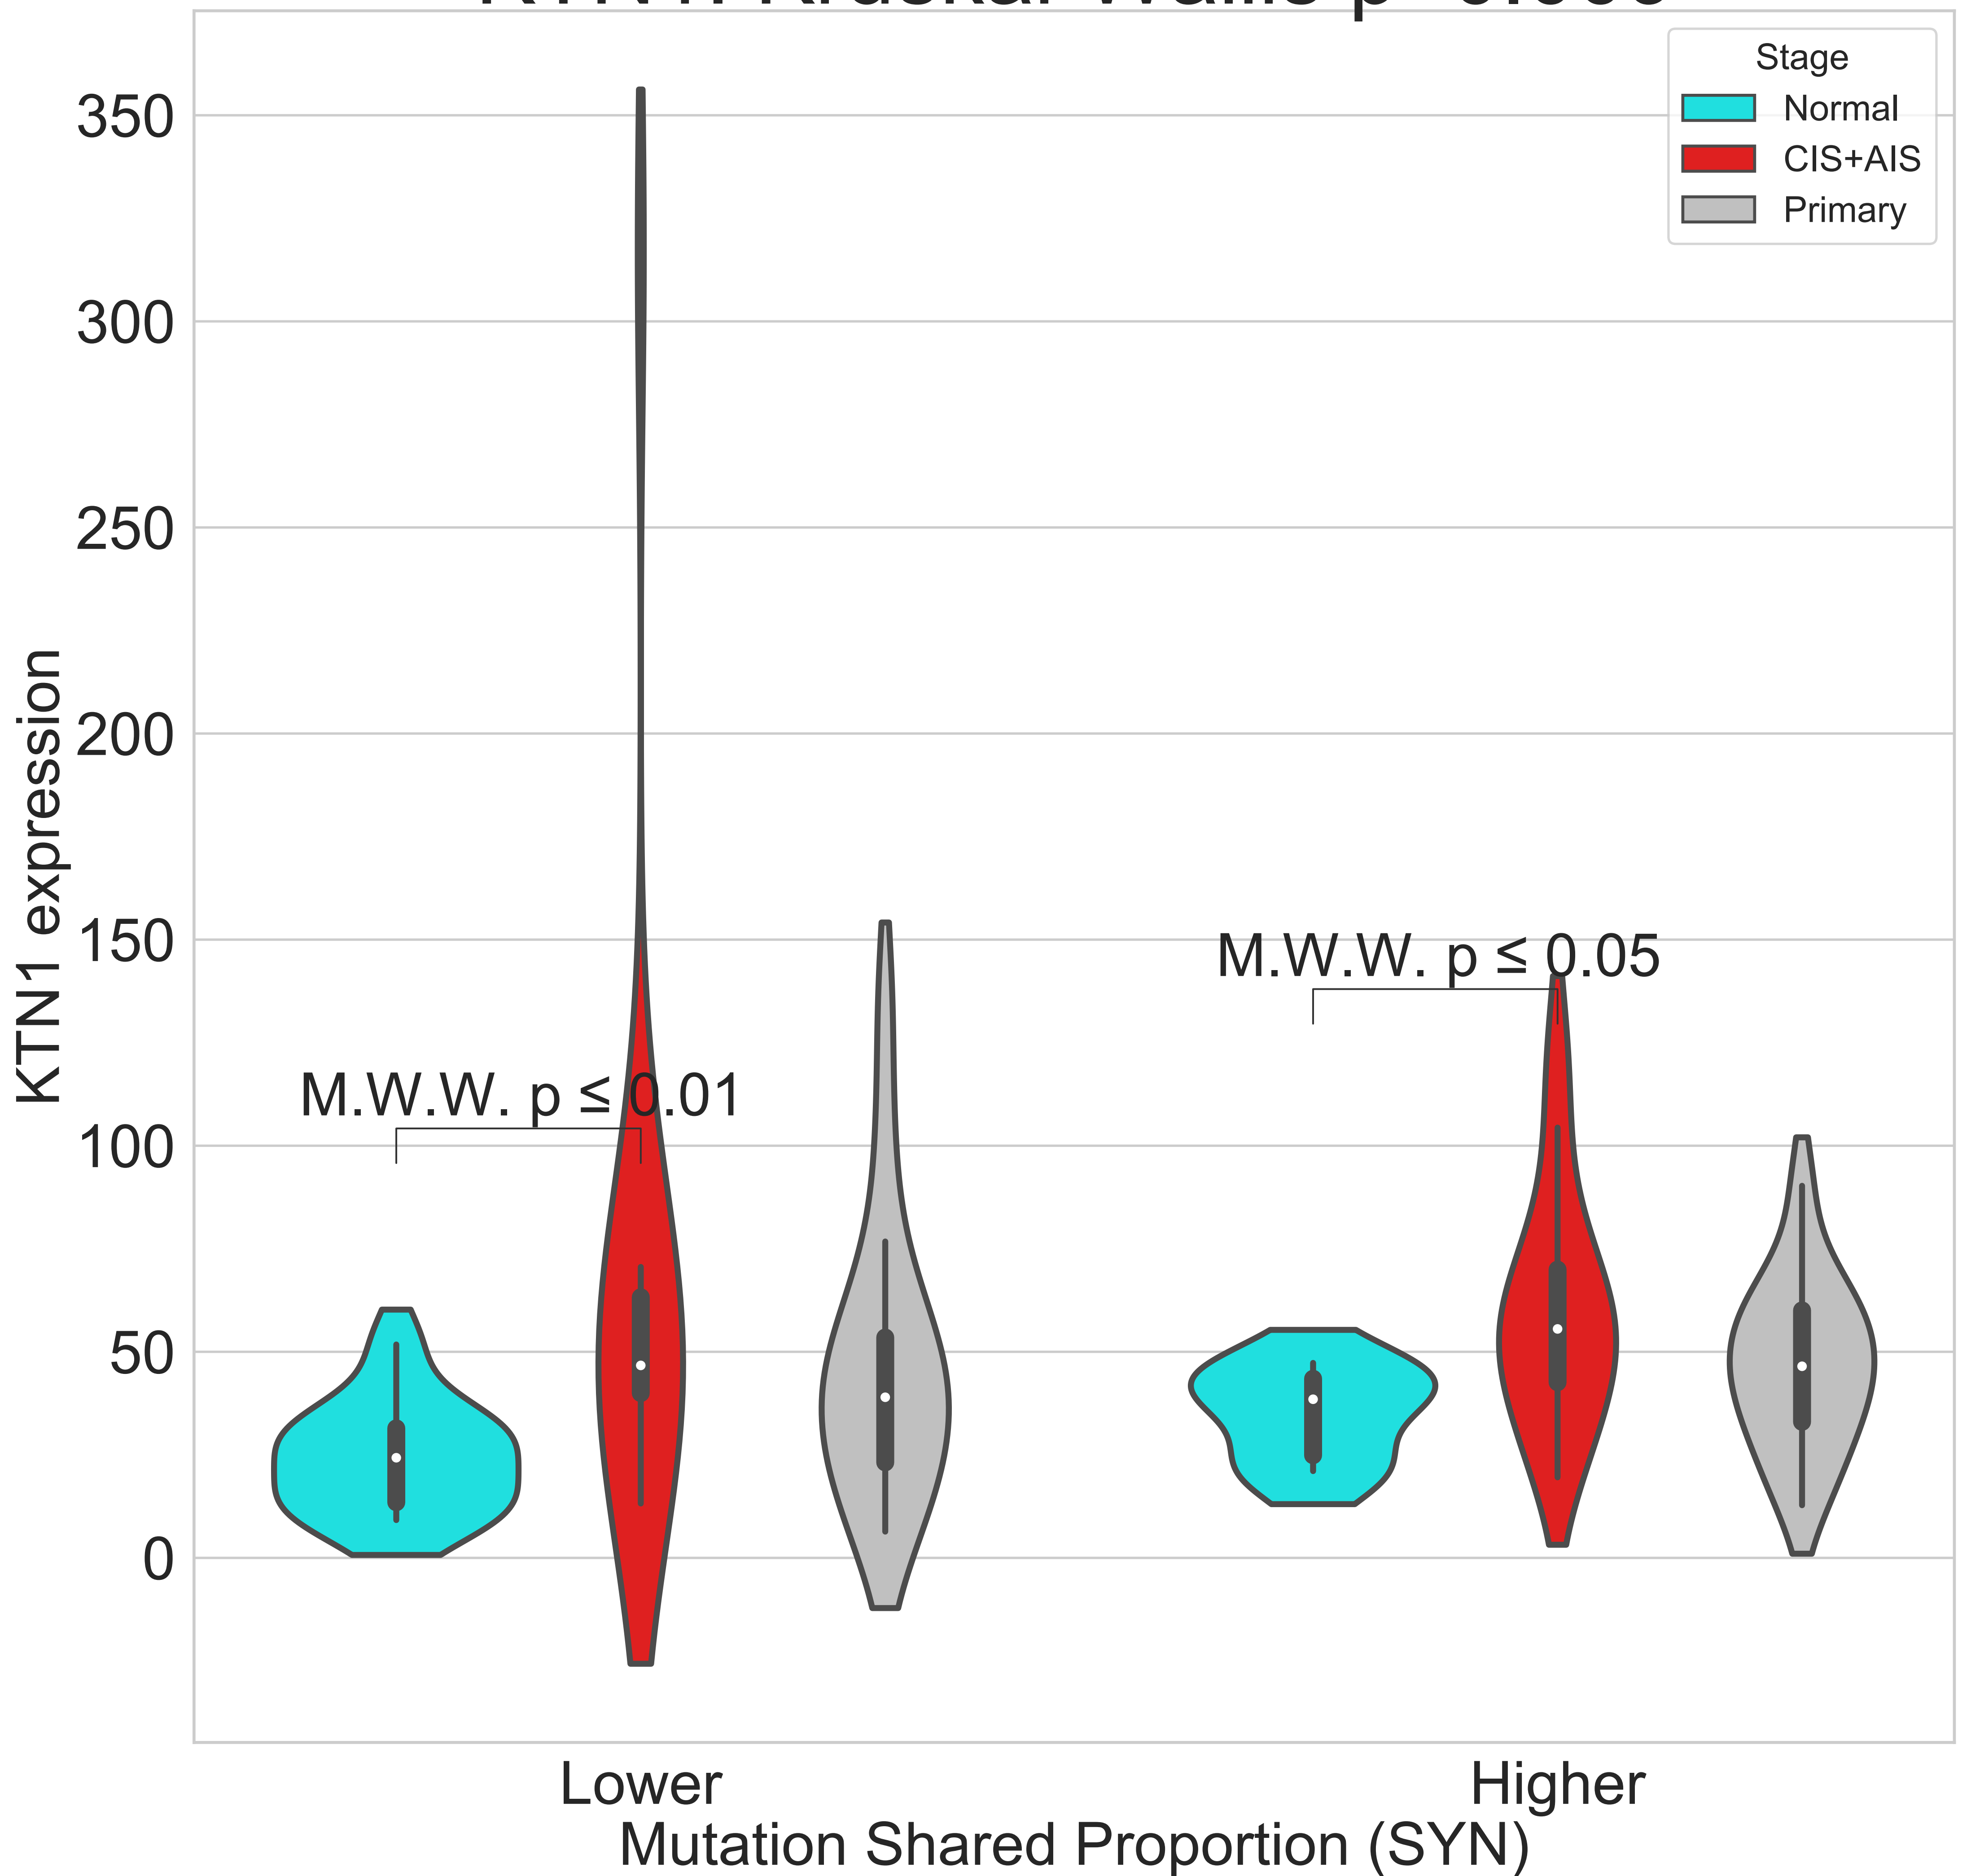 Stage
Normal
CIS+AIS
Primary
350
300
250
200
150
100
50
0
KTN1 expression
M.W.W. p ≤ 0.01
M.W.W. p ≤ 0.05
Lower
Higher
Mutation Shared Proportion (SYN)